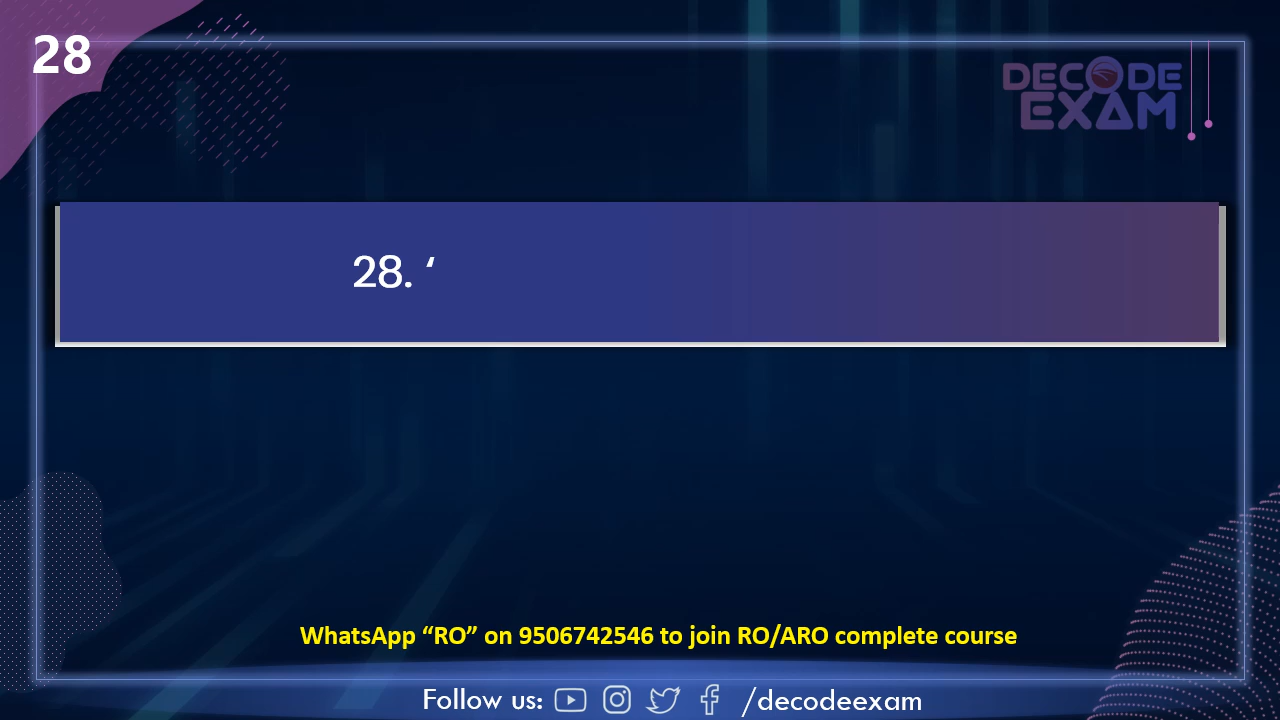 28
DECODE
EXAM
28. ‘
WhatsApp “RO” on 9506742546 to join RO/ARO complete course
Follow us: /decodeexam